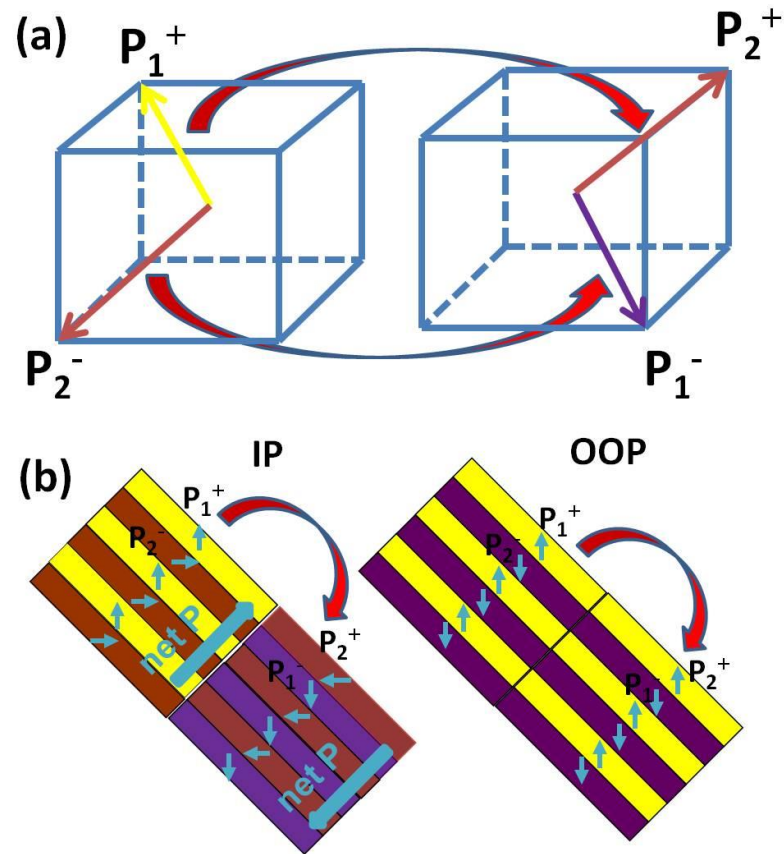 (a)
P₁⁺
P₂⁺
P₂⁻
P₁⁻
(b)
IP
OOP
P₁⁺
P₂⁻
net P
P₂⁺
P₁⁻
net P
P₁⁺
P₂⁻
P₂⁺
P₁⁻